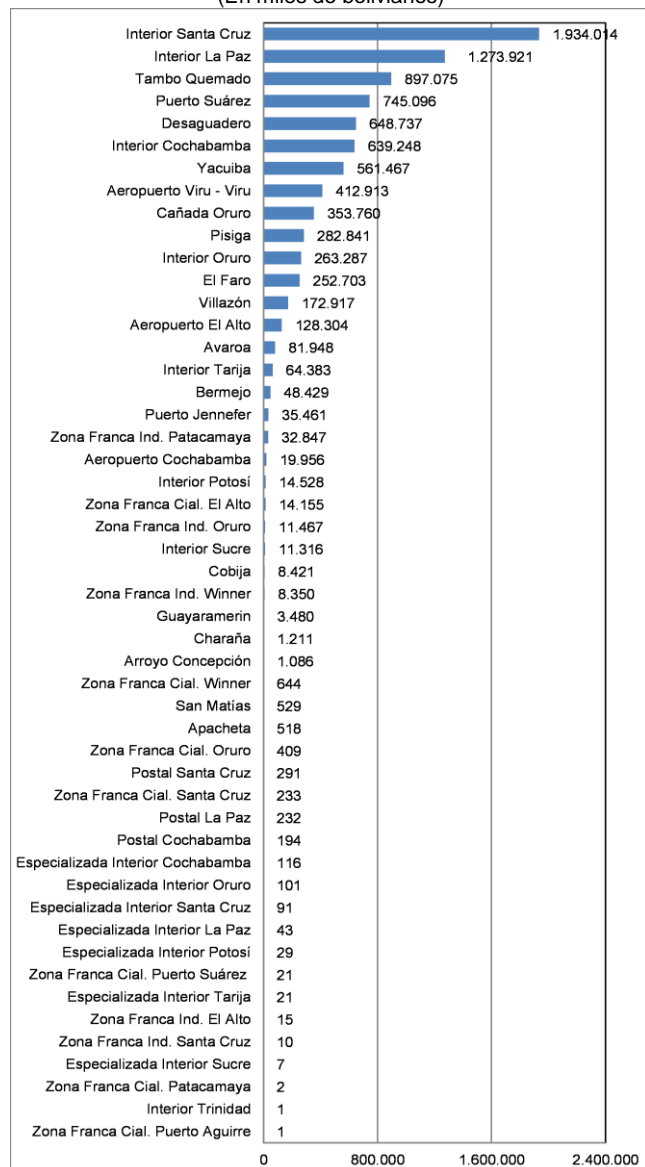 (En miles de bolivianos)
Interior Santa Cruz 1.934.014
Interior La Paz 1.273.921
Tambo Quemado 897.075
Puerto Suárez 745.096
Desaguadero 648.737
Interior Cochabamba 639.248
Yacuiba 561.467
Aeropuerto Viru - Viru 412.913
Cañada Oruro 353.760
Pisiga 282.841
Interior Oruro 263.287
El Faro 252.703
Villazón 172.917
Aeropuerto El Alto 128.304
Avaroa 81.948
Interior Tarija 64.383
Bermejo 48.429
Puerto Jennefer 35.461
Zona Franca Ind. Patacamaya 32.847
Aeropuerto Cochabamba 19.956
Interior Potosí 14.528
Zona Franca Cial. El Alto 14.155
Zona Franca Ind. Oruro 11.467
Interior Sucre 11.316
Cobija 8.421
Zona Franca Ind. Winner 8.350
Guayaramerin 3.480
Charaña 1.211
Arroyo Concepción 1.086
Zona Franca Cial. Winner 644
San Matías 529
Apacheta 518
Zona Franca Cial. Oruro 409
Postal Santa Cruz 291
Zona Franca Cial. Santa Cruz 233
Postal La Paz 232
Postal Cochabamba 194
Especializada Interior Cochabamba 116
Especializada Interior Oruro 101
Especializada Interior Santa Cruz 91
Especializada Interior La Paz 43
Especializada Interior Potosí 29
Zona Franca Cial. Puerto Suárez 21
Especializada Interior Tarija 21
Zona Franca Ind. El Alto 15
Zona Franca Ind. Santa Cruz 10
Especializada Interior Sucre 7
Zona Franca Cial. Patacamaya 2
Interior Trinidad 1
Zona Franca Cial. Puerto Aguirre 1
0 800.000 1.600.000 2.400.000